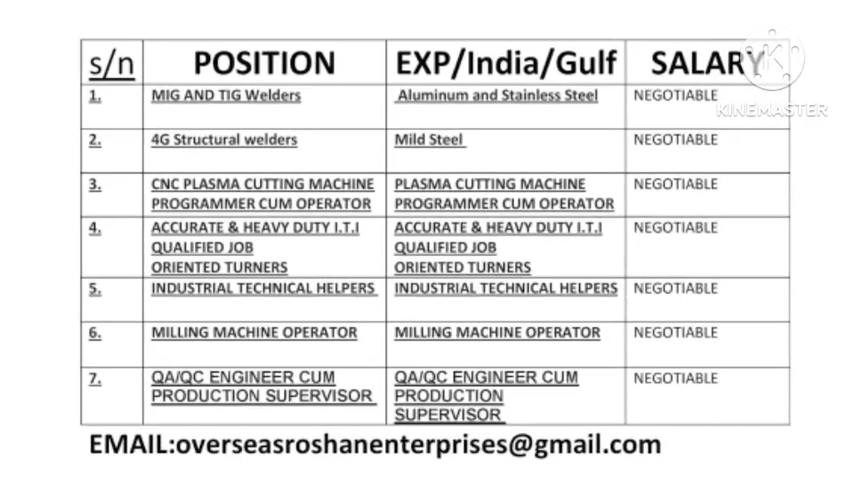 s/n POSITION EXP/India/Gulf SALARY
1. MIG AND TIG Welders Aluminum and Stainless Steel NEGOTIABLE
2. 4G Structural welders Mild Steel NEGOTIABLE
3. CNC PLASMA CUTTING MACHINE PLASMA CUTTING MACHINE NEGOTIABLE
PROGRAMMER CUM OPERATOR PROGRAMMER CUM OPERATOR
4. ACCURATE & HEAVY DUTY I.T.I ACCURATE & HEAVY DUTY I.T.I NEGOTIABLE
QUALIFIED JOB QUALIFIED JOB
ORIENTED TURNERS ORIENTED TURNERS
5. INDUSTRIAL TECHNICAL HELPERS INDUSTRIAL TECHNICAL HELPERS NEGOTIABLE
6. MILLING MACHINE OPERATOR MILLING MACHINE OPERATOR NEGOTIABLE
7. QA/QC ENGINEER CUM QA/QC ENGINEER CUM NEGOTIABLE
PRODUCTION SUPERVISOR PRODUCTION
SUPERVISOR
EMAIL:overseasroshanenterprises@gmail.com
K
KINEMASTER